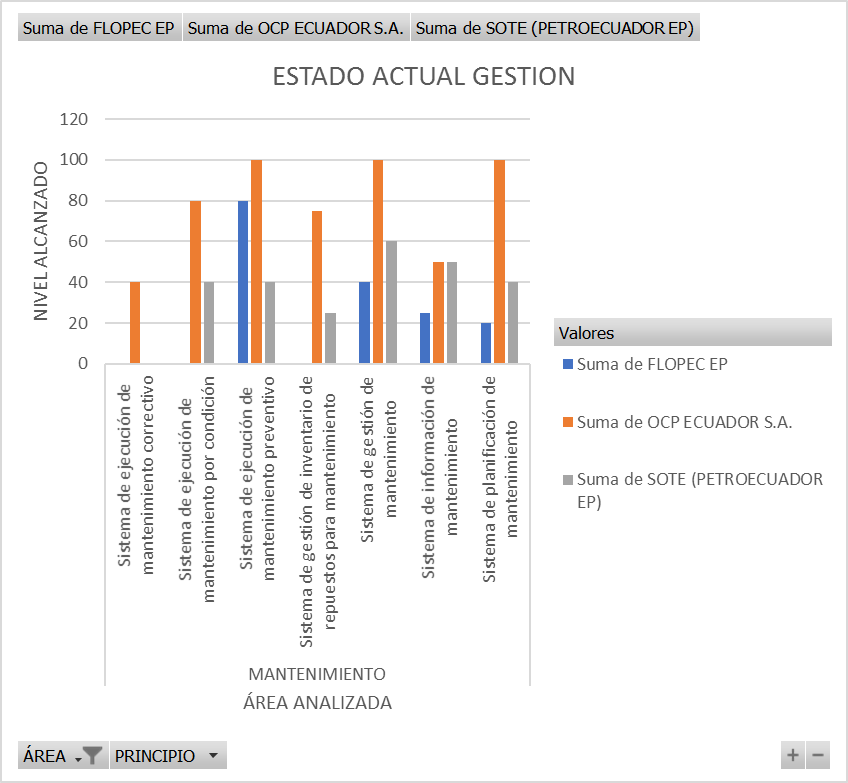 Suma de FLOPEC EP Suma de OCP ECUADOR S.A. Suma de SOTE (PETROECUADOR EP)
ESTADO ACTUAL GESTION
NIVEL ALCANZADO
120
100
80
60
40
20
0
Sistema de ejecución de
mantenimiento correctivo
Sistema de ejecución de
mantenimiento por condición
Sistema de ejecución de
mantenimiento preventivo
Sistema de gestión de inventario de
repuestos para mantenimiento
Sistema de gestión de
mantenimiento
Sistema de información de
mantenimiento
Sistema de planificación de
mantenimiento
MANTENIMIENTO
ÁREA ANALIZADA
Valores
Suma de FLOPEC EP
Suma de OCP ECUADOR S.A.
Suma de SOTE (PETROECUADOR
EP)
ÁREA PRINCIPIO
+ −